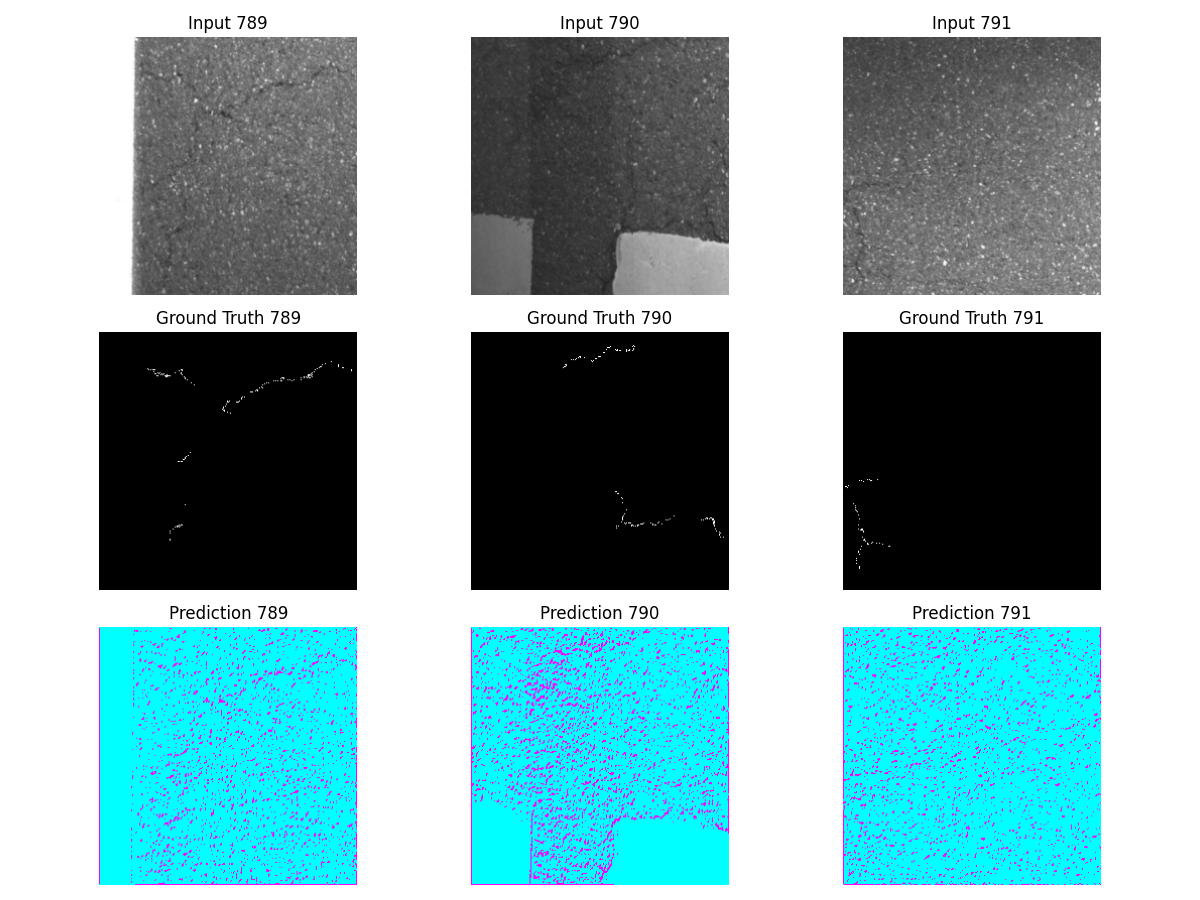 Input 789
Input 790
Input 791
Ground Truth 789
Ground Truth 790
Ground Truth 791
Prediction 789
Prediction 790
Prediction 791